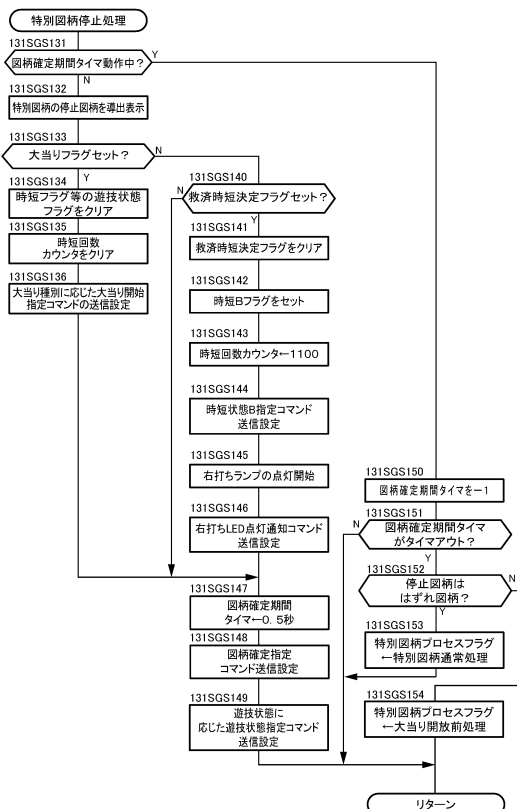 特別図柄停止処理
131SGS131
図柄確定期間タイマ動作中？
Y
N
131SGS132
特別図柄の停止図柄を導出表示
131SGS133
大当りフラグセット？
N
Y
131SGS134
時短フラグ等の遊技状態
フラグをクリア
131SGS135
時短回数
カウンタをクリア
131SGS136
大当り種別に応じた大当り開始
指定コマンドの送信設定
131SGS140
救済時短決定フラグセット？
N
Y
131SGS141
救済時短決定フラグをクリア
131SGS142
時短Bフラグをセット
131SGS143
時短回数カウンタ←1100
131SGS144
時短状態B指定コマンド
送信設定
131SGS145
右打ちランプの点灯開始
131SGS146
右打ちLED点灯通知コマンド
送信設定
131SGS147
図柄確定期間
タイマ←0.5秒
131SGS148
図柄確定指定
コマンド送信設定
131SGS149
遊技状態に
応じた遊技状態指定コマンド
送信設定
131SGS150
図柄確定期間タイマを－1
131SGS151
図柄確定期間タイマ
がタイマアウト？
N
Y
131SGS152
停止図柄は
はずれ図柄？
N
Y
131SGS153
特別図柄プロセスフラグ
←特別図柄通常処理
131SGS154
特別図柄プロセスフラグ
←大当り開放前処理
リターン